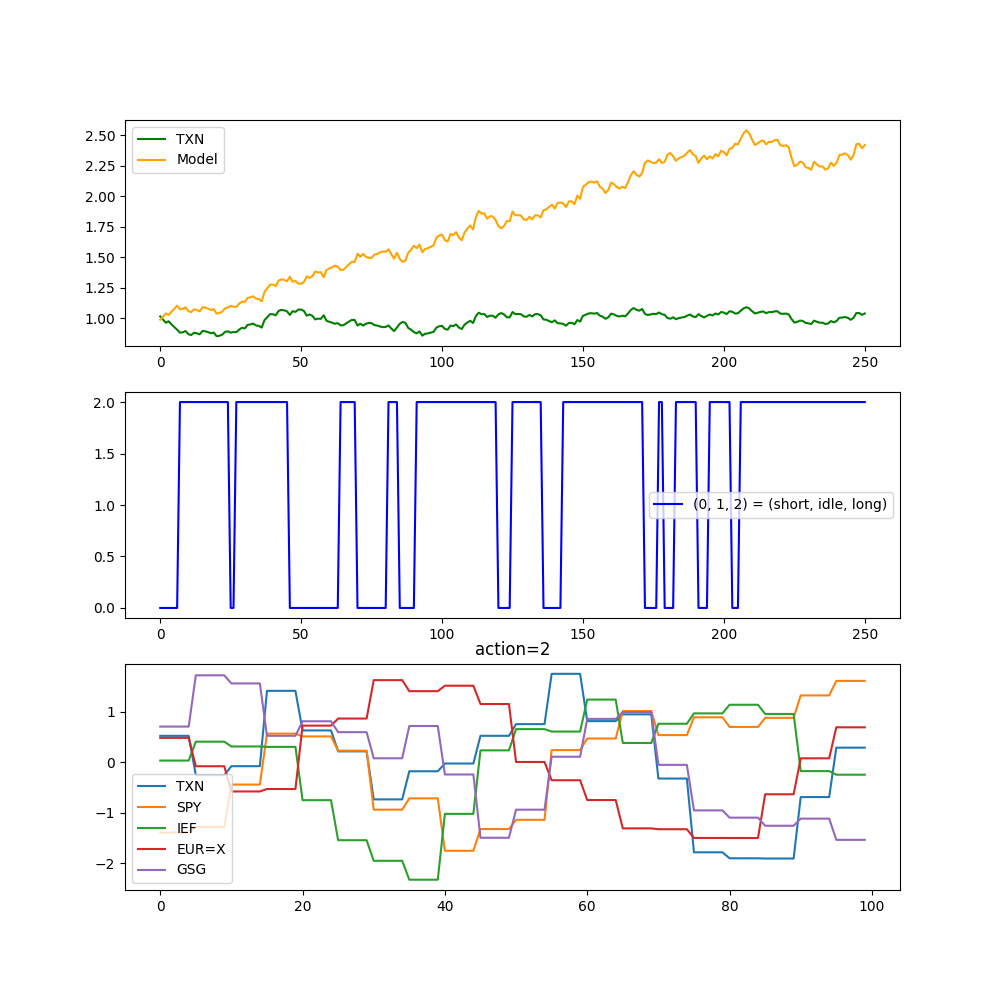 TXN
Model
2.50
2.25
2.00
1.75
1.50
1.25
1.00
0 50 100 150 200 250
2.0
1.5
1.0
0.5
0.0
(0, 1, 2) = (short, idle, long)
0 50 100 150 200 250
action=2
1
0
−1
−2
TXN
SPY
IEF
EUR=X
GSG
0 20 40 60 80 100